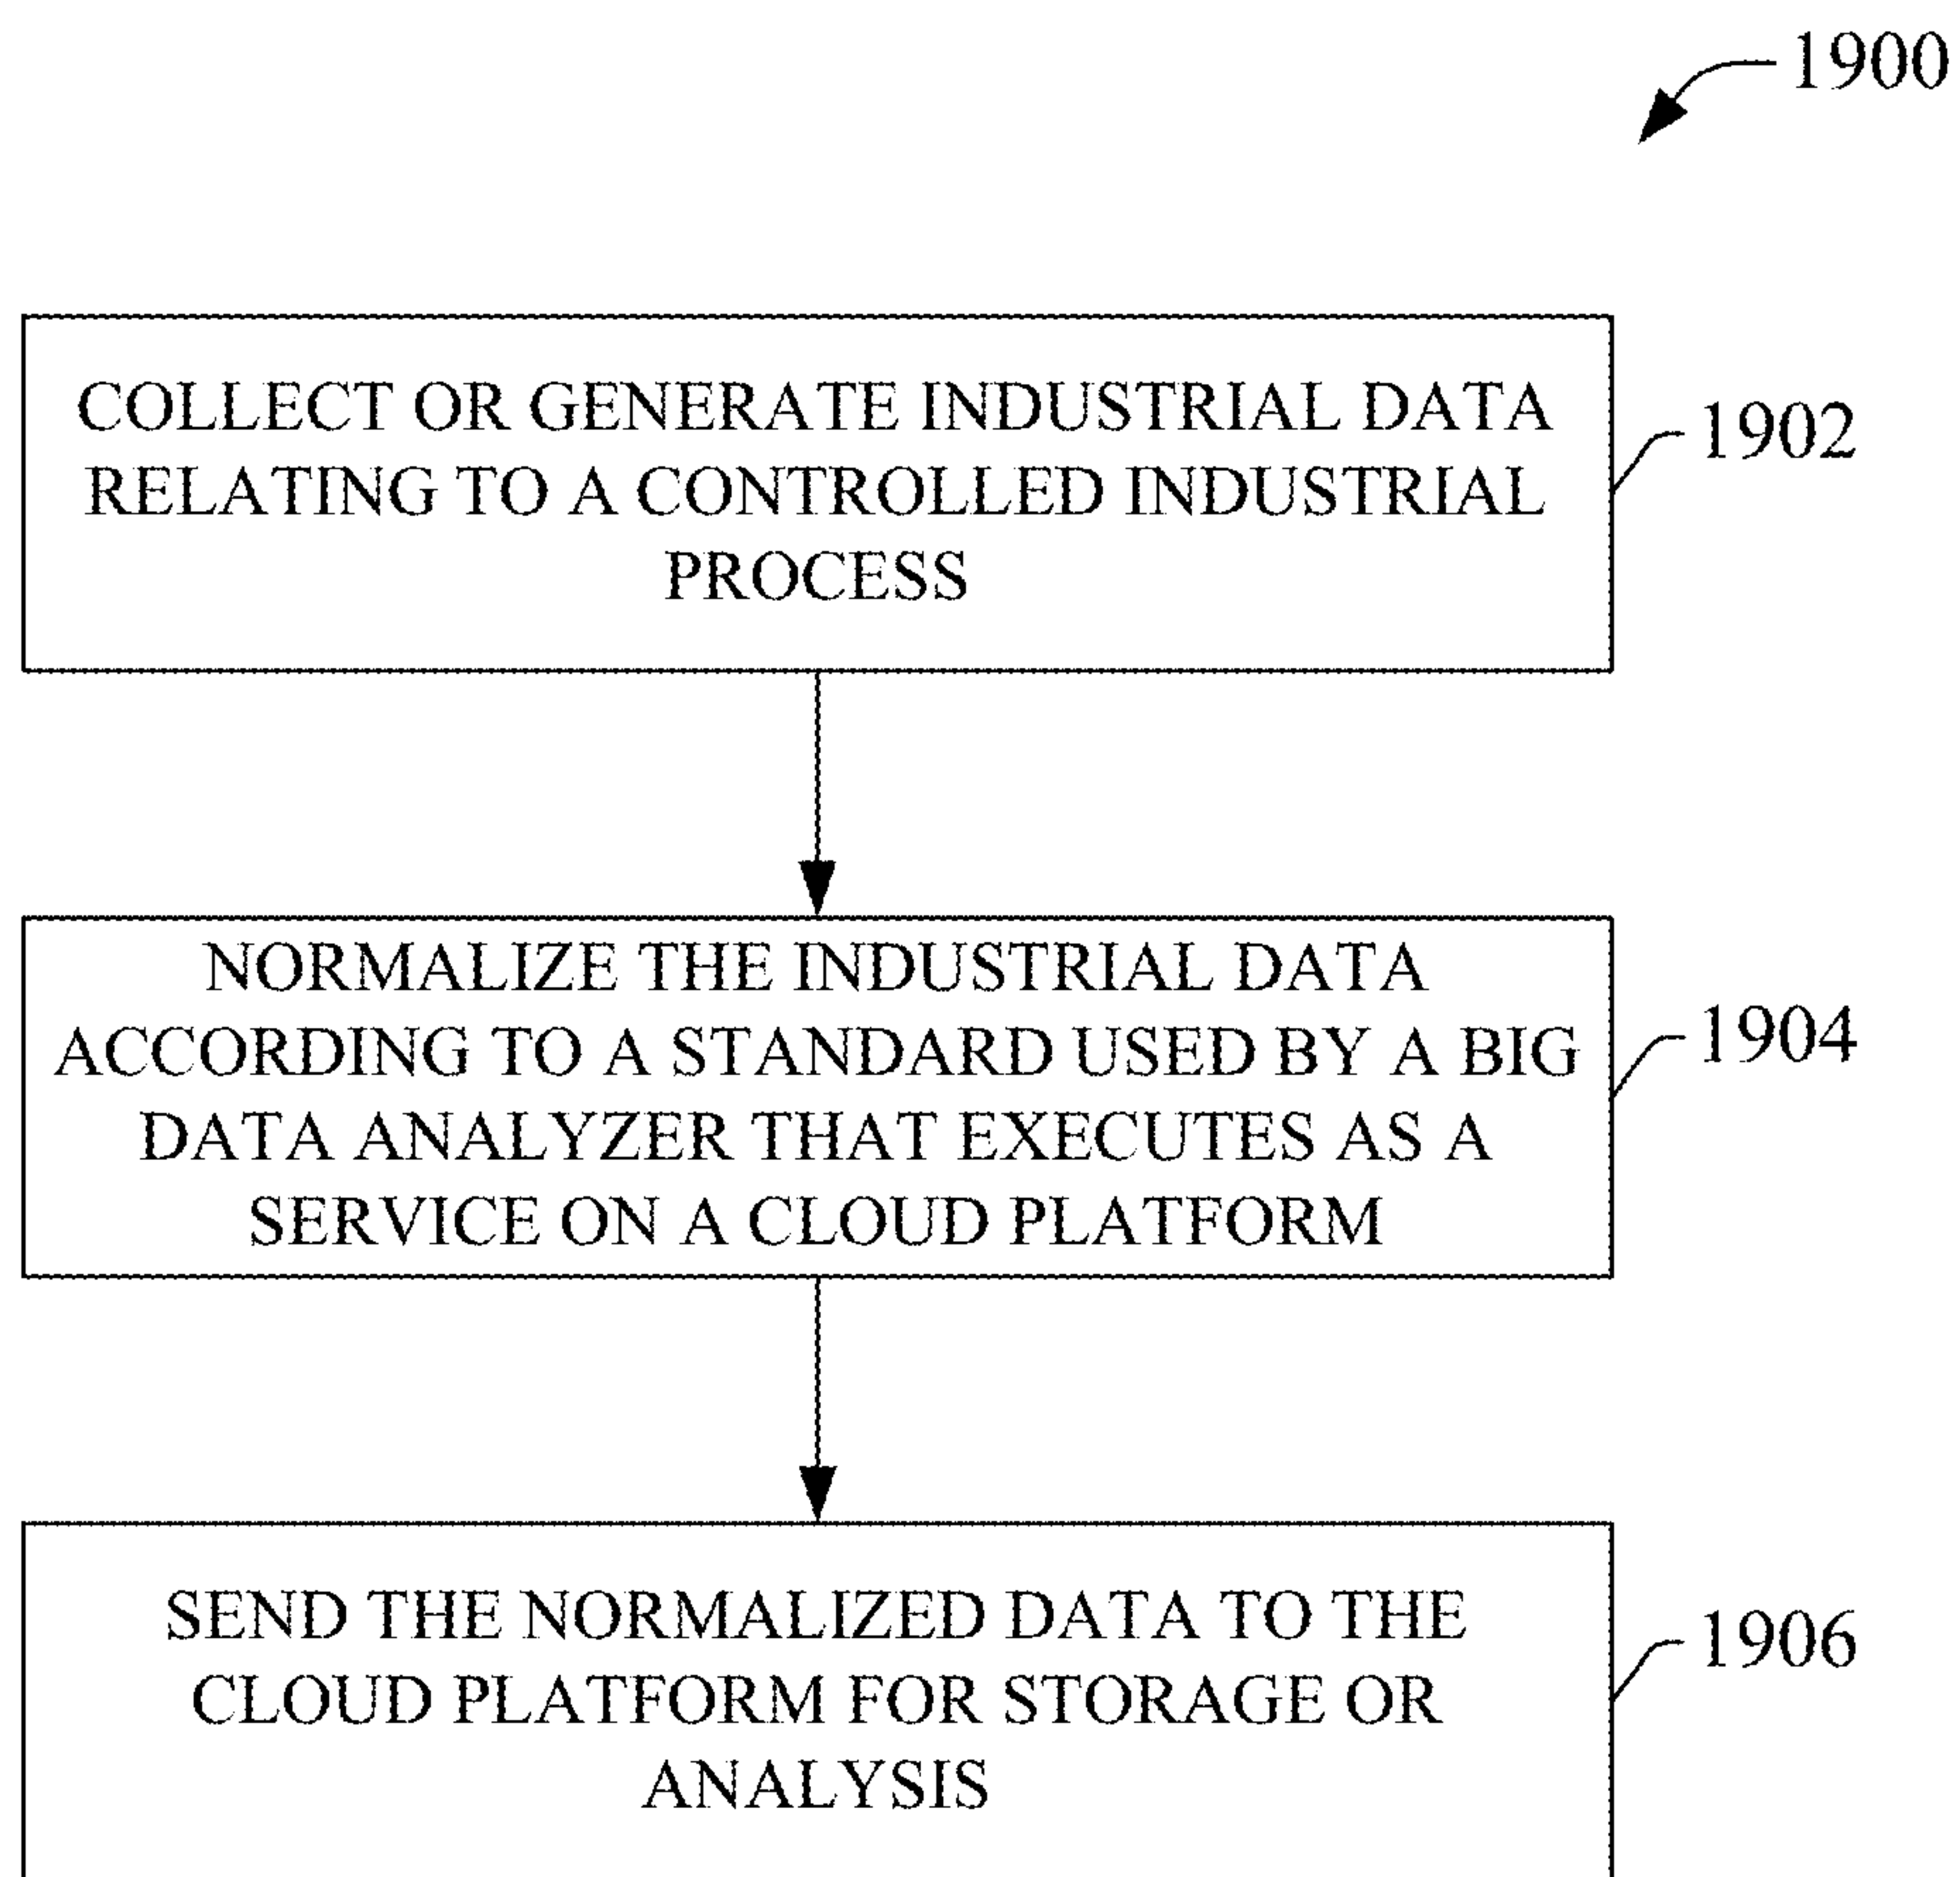 1900
COLLECT OR GENERATE INDUSTRIAL DATA
RELATING TO A CONTROLLED INDUSTRIAL
PROCESS
1902
NORMALIZE THE INDUSTRIAL DATA
ACCORDING TO A STANDARD USED BY A BIG
DATA ANALYZER THAT EXECUTES AS A
SERVICE ON A CLOUD PLATFORM
1904
SEND THE NORMALIZED DATA TO THE
CLOUD PLATFORM FOR STORAGE OR
ANALYSIS
1906